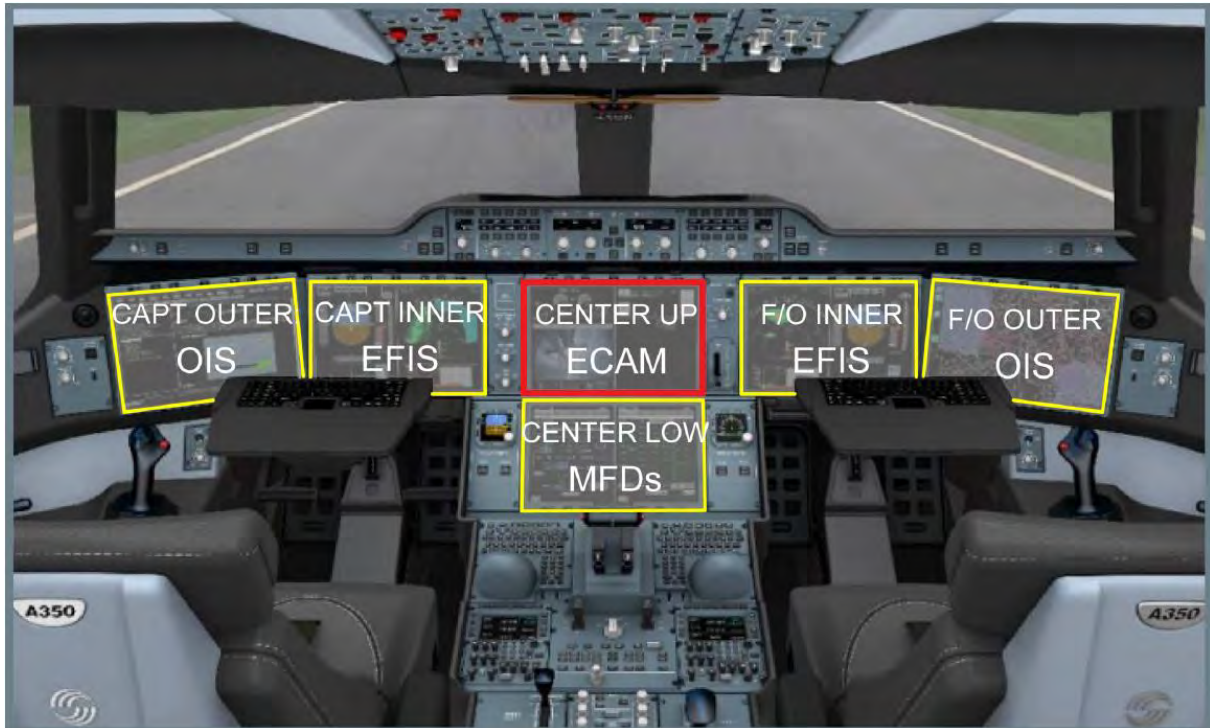 CAPT OUTER
OIS
CAPT INNER
EFIS
CENTER UP
ECAM
F/O INNER
EFIS
F/O OUTER
OIS
CENTER LOW
MFDs
A350
A350